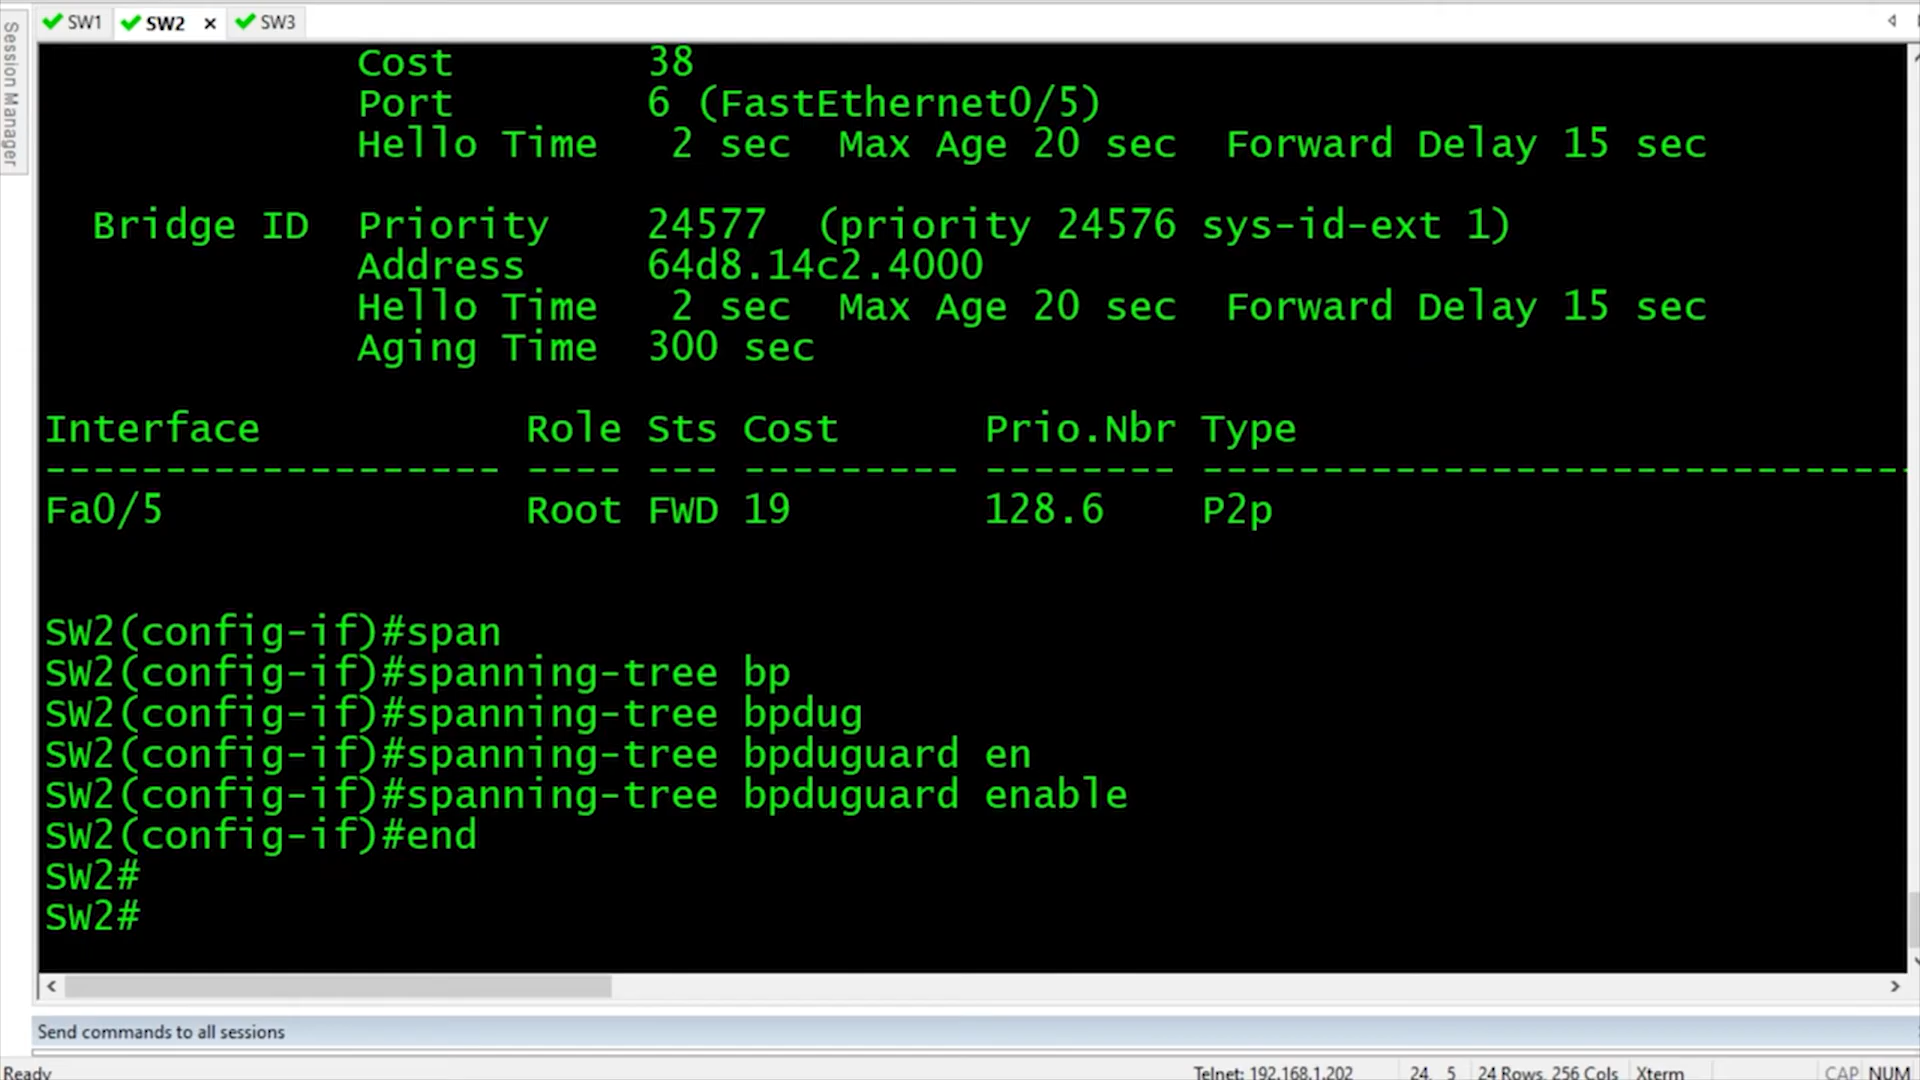 SW1 SW2 × SW3
Session Manager
Cost 38
Port 6 (FastEthernet0/5)
Hello Time 2 sec Max Age 20 sec Forward Delay 15 sec
Bridge ID Priority 24577 (priority 24576 sys-id-ext 1)
Address 64d8.14c2.4000
Hello Time 2 sec Max Age 20 sec Forward Delay 15 sec
Aging Time 300 sec
Interface Role Sts Cost Prio.Nbr Type
------------------- ---- --- --------- -------- ------------------------------
Fa0/5 Root FWD 19 128.6 P2p
SW2(config-if)#span
SW2(config-if)#spanning-tree bp
SW2(config-if)#spanning-tree bpdug
SW2(config-if)#spanning-tree bpduguard en
SW2(config-if)#spanning-tree bpduguard enable
SW2(config-if)#end
SW2#
SW2#
Send commands to all sessions
Ready Telnet: 192.168.1.202 24, 5 24 Rows, 256 Cols Xterm CAP NUM